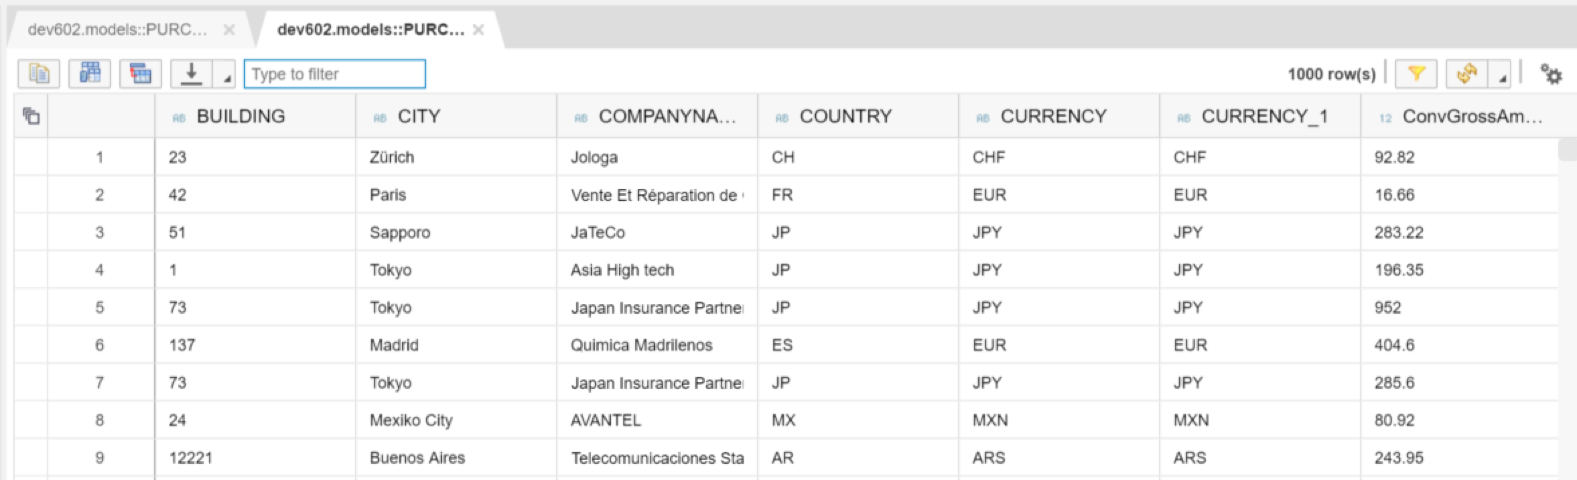 dev602.models::PURC... dev602.models::PURC...
Type to filter 1000 row(s)
AB BUILDING AB CITY AB COMPANYNA... AB COUNTRY AB CURRENCY AB CURRENCY_1 12 ConvGrossAm...
1 23 Zürich Jologa CH CHF CHF 92.82
2 42 Paris Vente Et Réparation de FR EUR EUR 16.66
3 51 Sapporo JaTeCo JP JPY JPY 283.22
4 1 Tokyo Asia High tech JP JPY JPY 196.35
5 73 Tokyo Japan Insurance Partne JP JPY JPY 952
6 137 Madrid Quimica Madrilenos ES EUR EUR 404.6
7 73 Tokyo Japan Insurance Partne JP JPY JPY 285.6
8 24 Mexiko City AVANTEL MX MXN MXN 80.92
9 12221 Buenos Aires Telecomunicaciones Sta AR ARS ARS 243.95